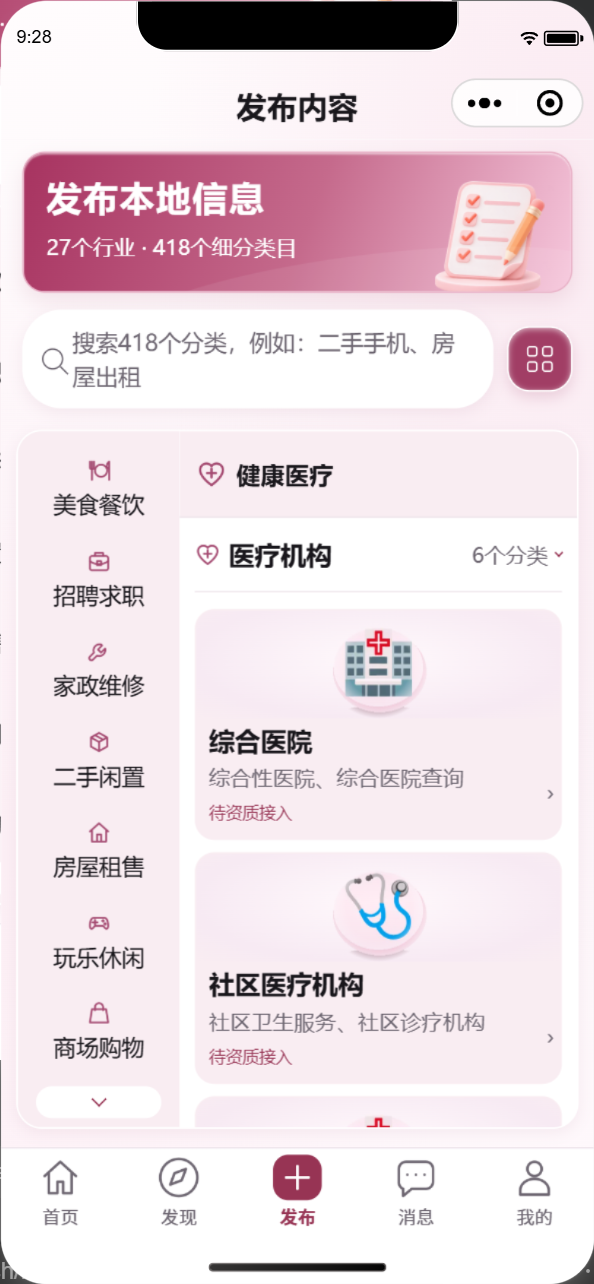 9:28
发布内容
发布本地信息
27个行业 · 418个细分类目
搜索418个分类，例如：二手手机、房
屋出租
美食餐饮
招聘求职
家政维修
二手闲置
房屋租售
玩乐休闲
商场购物
健康医疗
医疗机构
6个分类
综合医院
综合性医院、综合医院查询
待资质接入
社区医疗机构
社区卫生服务、社区诊疗机构
待资质接入
首页
发现
发布
消息
我的